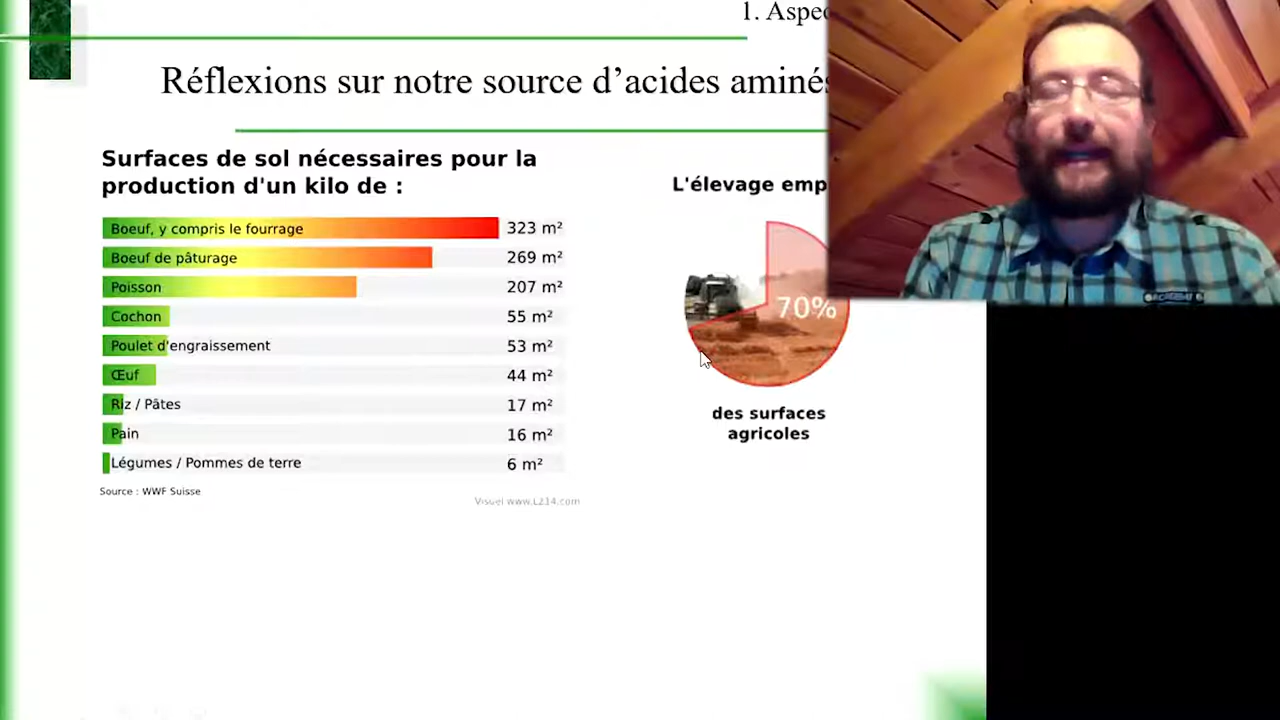 1. Aspec
Réflexions sur notre source d’acides aminés
Surfaces de sol nécessaires pour la
production d'un kilo de :
Boeuf, y compris le fourrage 323 m²
Boeuf de pâturage 269 m²
Poisson 207 m²
Cochon 55 m²
Poulet d'engraissement 53 m²
Œuf 44 m²
Riz / Pâtes 17 m²
Pain 16 m²
Légumes / Pommes de terre 6 m²
Source : WWF Suisse
Visuel www.L214.com
L'élevage emp
70%
des surfaces
agricoles